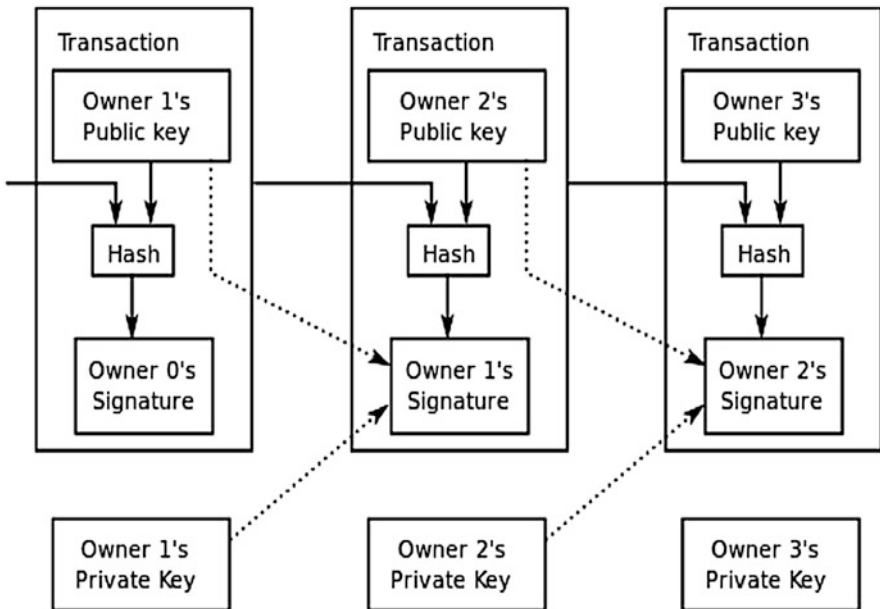 Transaction
Owner 1's
Public key
Hash
Owner 0's
Signature
Transaction
Owner 2's
Public key
Hash
Owner 1's
Signature
Transaction
Owner 3's
Public key
Hash
Owner 2's
Signature
Owner 1's
Private Key
Owner 2's
Private Key
Owner 3's
Private Key